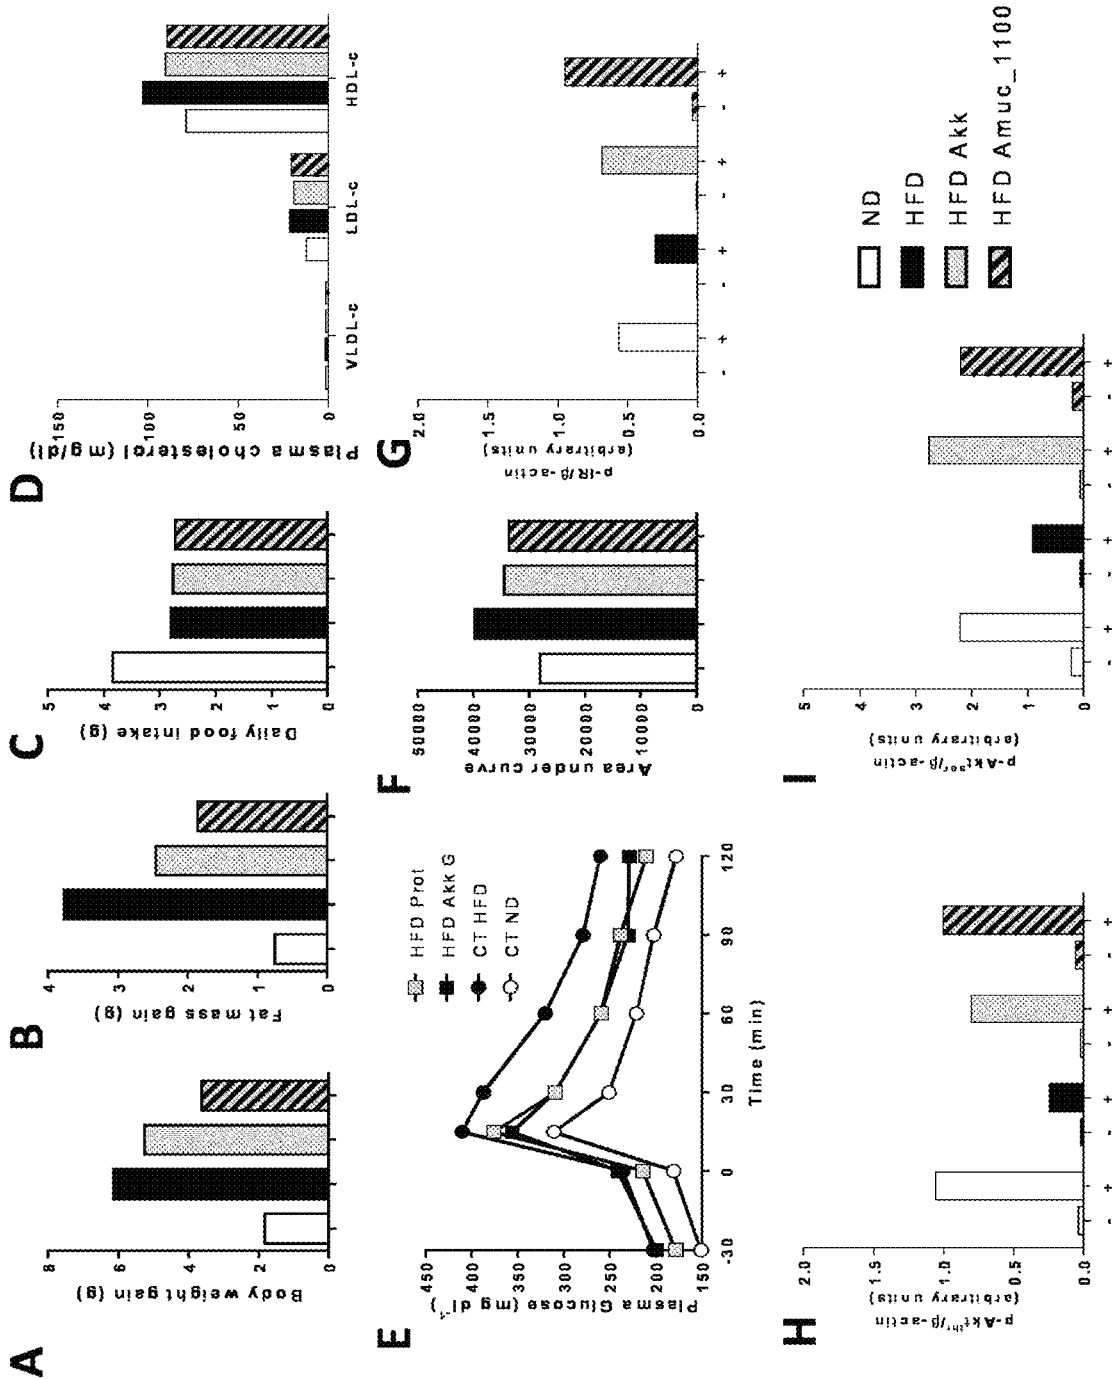 A
Body weight gain (g)
8
6
4
2
0
B
Fat mass gain (g)
4
3
2
1
0
C
Daily food intake (g)
5
4
3
2
1
0
D
Plasma cholesterol (mg/dl)
150
100
50
0
VLDL-c
LDL-c
HDL-c
E
Plasma Glucose (mg dl⁻¹)
450
400
350
300
250
200
150
-30
0
30
60
90
120
Time (min)
HFD Prot
HFD Akk G
CT HFD
CT ND
F
Area under curve
50000
40000
30000
20000
10000
0
G
p-IR/β-actin
(arbitrary units)
2.0
1.5
1.0
0.5
0.0
- + - + - + - +
H
p-Aktᵗʰʳ/β-actin
(arbitrary units)
2.0
1.5
1.0
0.5
0.0
- + - + - + - +
I
p-Aktˢᵉʳ/β-actin
(arbitrary units)
5
4
3
2
1
0
- + - + - + - +
ND
HFD
HFD Akk
HFD Amuc_1100